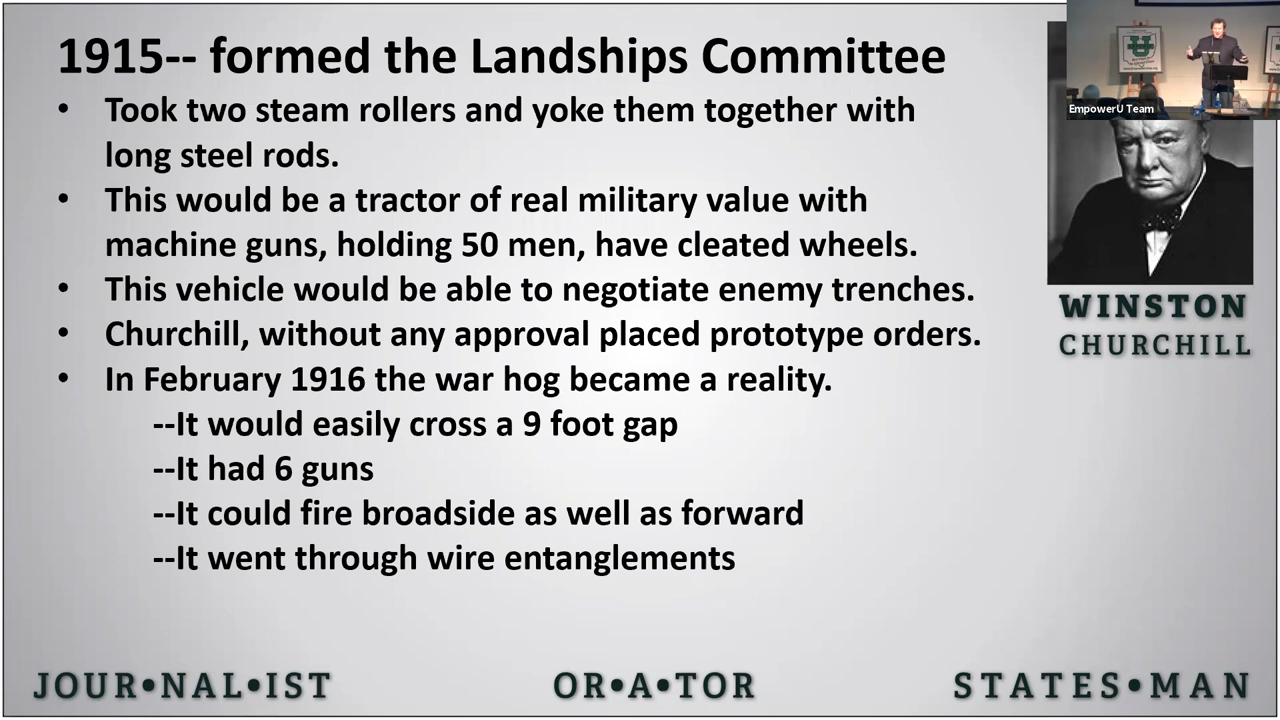 1915-- formed the Landships Committee
• Took two steam rollers and yoke them together with
long steel rods.
• This would be a tractor of real military value with
machine guns, holding 50 men, have cleated wheels.
• This vehicle would be able to negotiate enemy trenches.
• Churchill, without any approval placed prototype orders.
• In February 1916 the war hog became a reality.
--It would easily cross a 9 foot gap
--It had 6 guns
--It could fire broadside as well as forward
--It went through wire entanglements
EmpowerU Team
WINSTON
CHURCHILL
JOUR•NAL•IST
OR•A•TOR
STATES•MAN